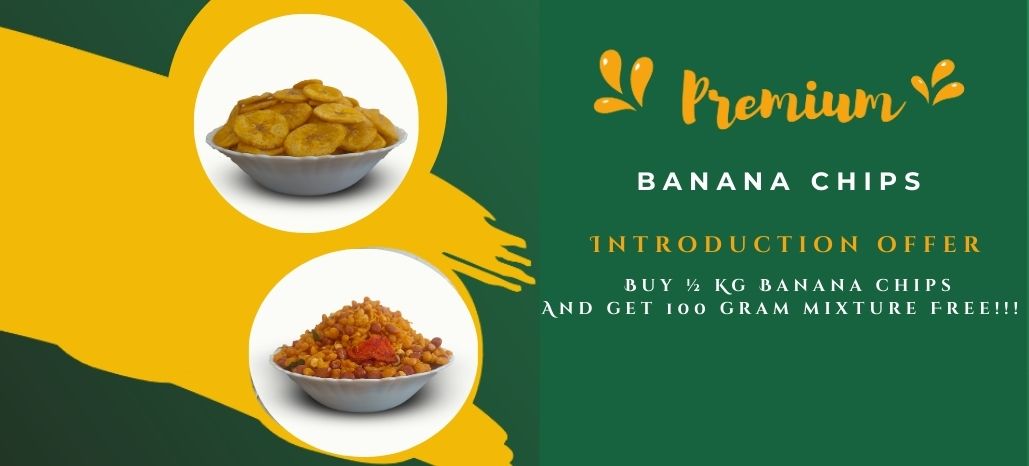 Premium
BANANA CHIPS
INTRODUCTION OFFER
BUY ½ KG BANANA CHIPS
AND GET 100 GRAM MIXTURE FREE!!!